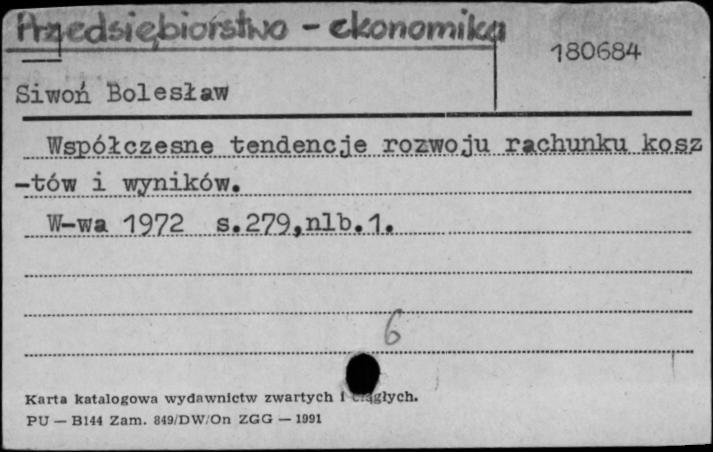 Przedsiębiorstwo - ekonomika
180684
Siwoń Bolesław
Współczesne tendencje rozwoju rachunku kosz
-tów i wyników.
W-wa 1972 s.279,nlb.1.
6
Karta katalogowa wydawnictw zwartych i ciągłych.
PU — B144 Zam. 849/DW/On ZGG — 1991